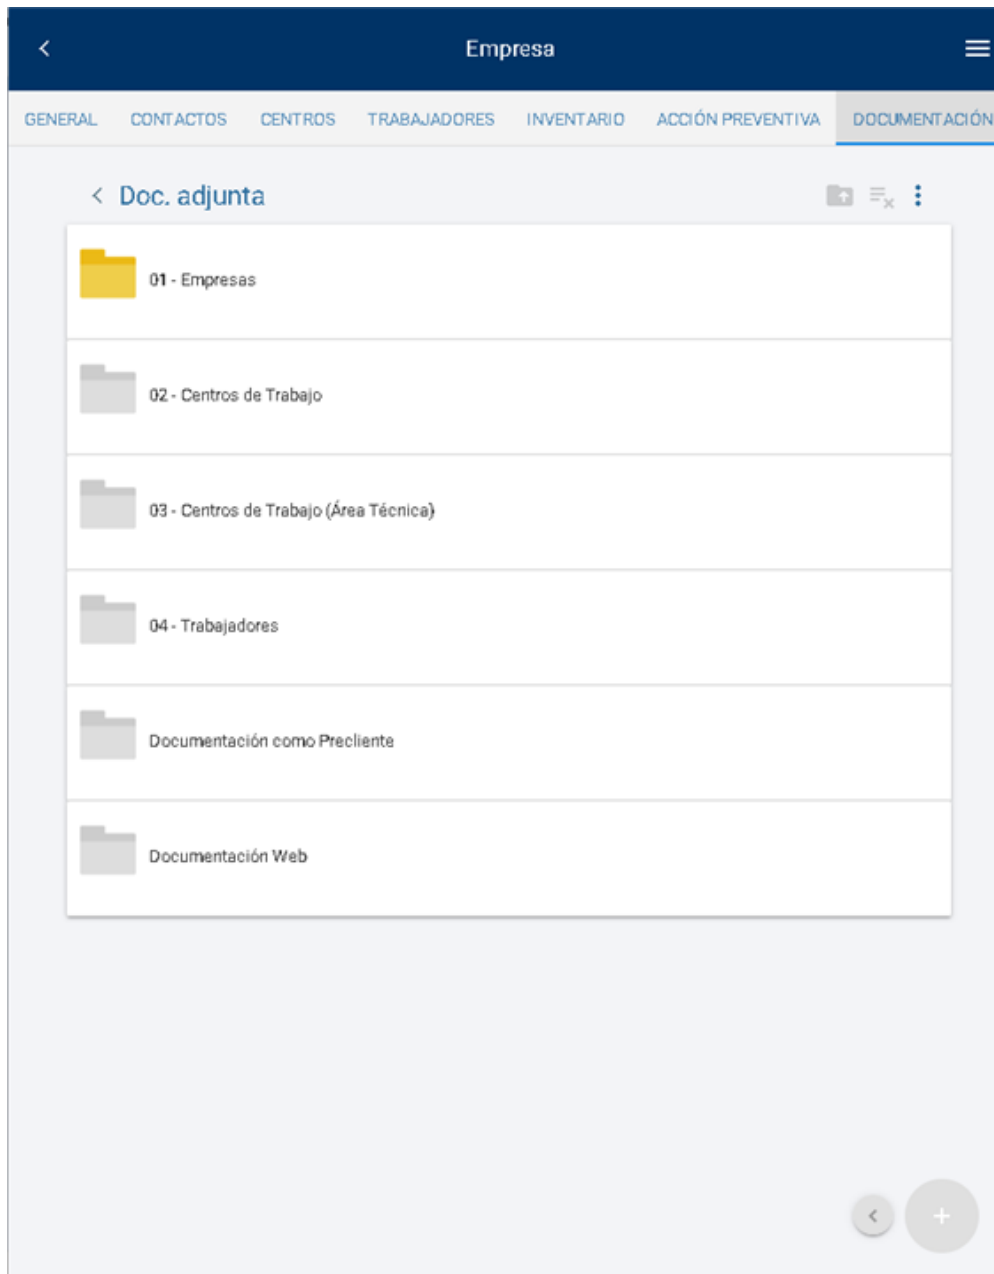 Empresa
GENERAL CONTACTOS CENTROS TRABAJADORES INVENTARIO ACCIÓN PREVENTIVA DOCUMENTACIÓN
Doc. adjunta
01 - Empresas
02 - Centros de Trabajo
03 - Centros de Trabajo (Área Técnica)
04 - Trabajadores
Documentación como Precliente
Documentación Web